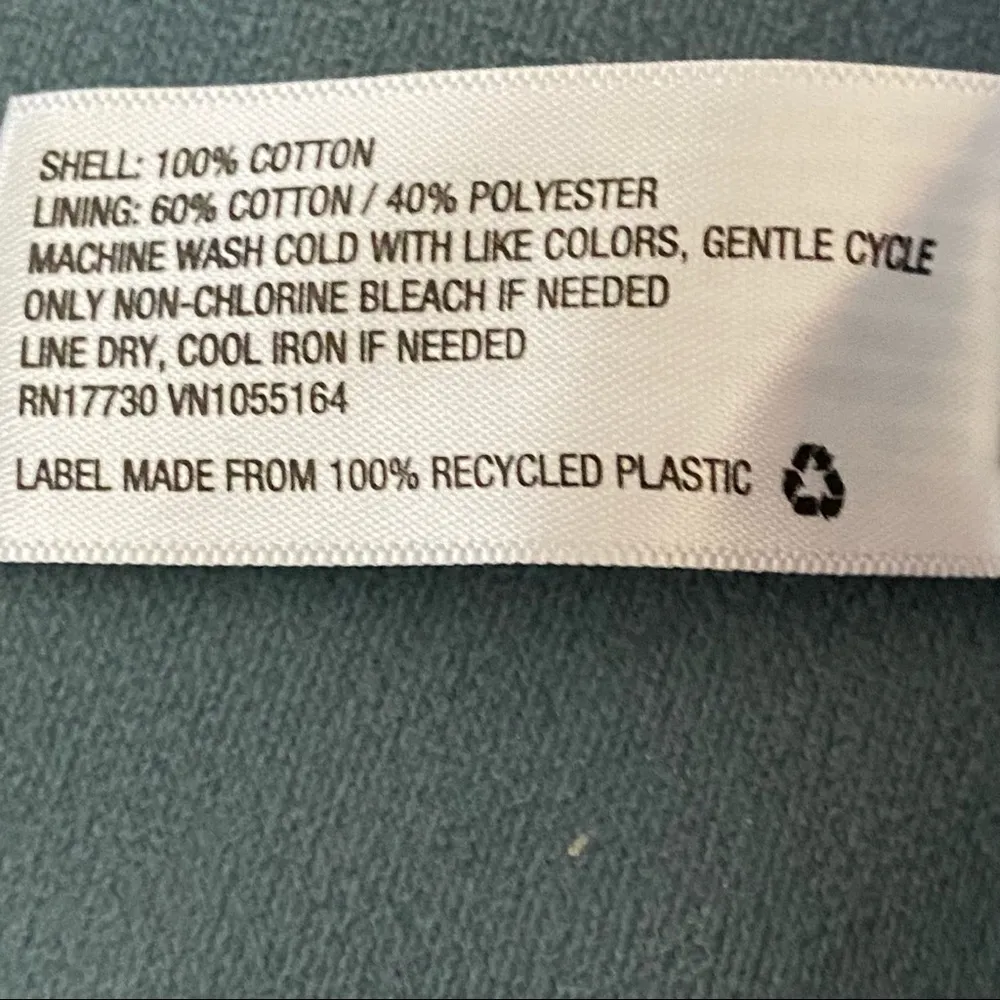 SHELL: 100% COTTON
LINING: 60% COTTON / 40% POLYESTER
MACHINE WASH COLD WITH LIKE COLORS, GENTLE CYCLE
ONLY NON-CHLORINE BLEACH IF NEEDED
LINE DRY, COOL IRON IF NEEDED
RN17730 VN1055164
LABEL MADE FROM 100% RECYCLED PLASTIC